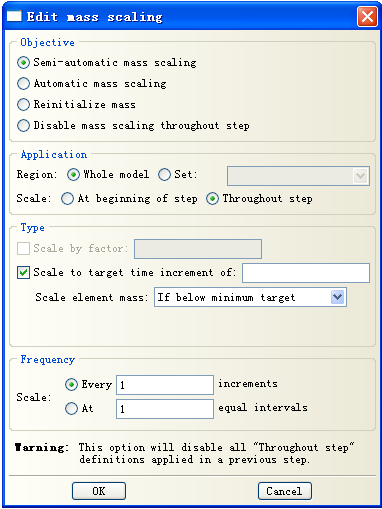 Edit mass scaling
Objective
Semi-automatic mass scaling
Automatic mass scaling
Reinitialize mass
Disable mass scaling throughout step
Application
Region: Whole model Set:
Scale: At beginning of step Throughout step
Type
Scale by factor:
Scale to target time increment of:
Scale element mass: If below minimum target
Frequency
Scale:
Every 1 increments
At 1 equal intervals
Warning: This option will disable all "Throughout step"
definitions applied in a previous step.
OK Cancel